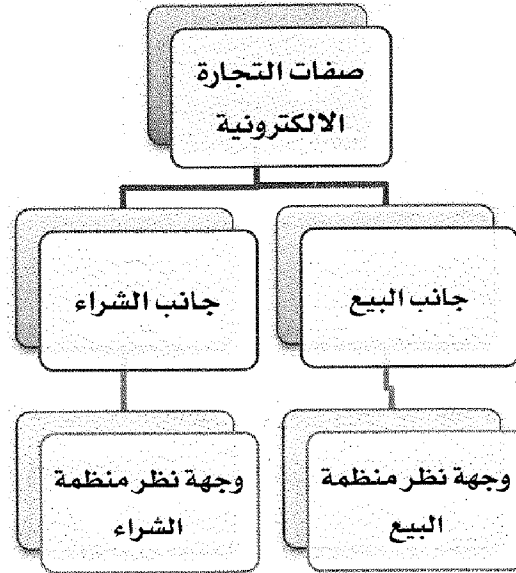 صفات التجارة
الالكترونية
جانب البيع
جانب الشراء
وجهة نظر منظمة
البيع
وجهة نظر منظمة
الشراء